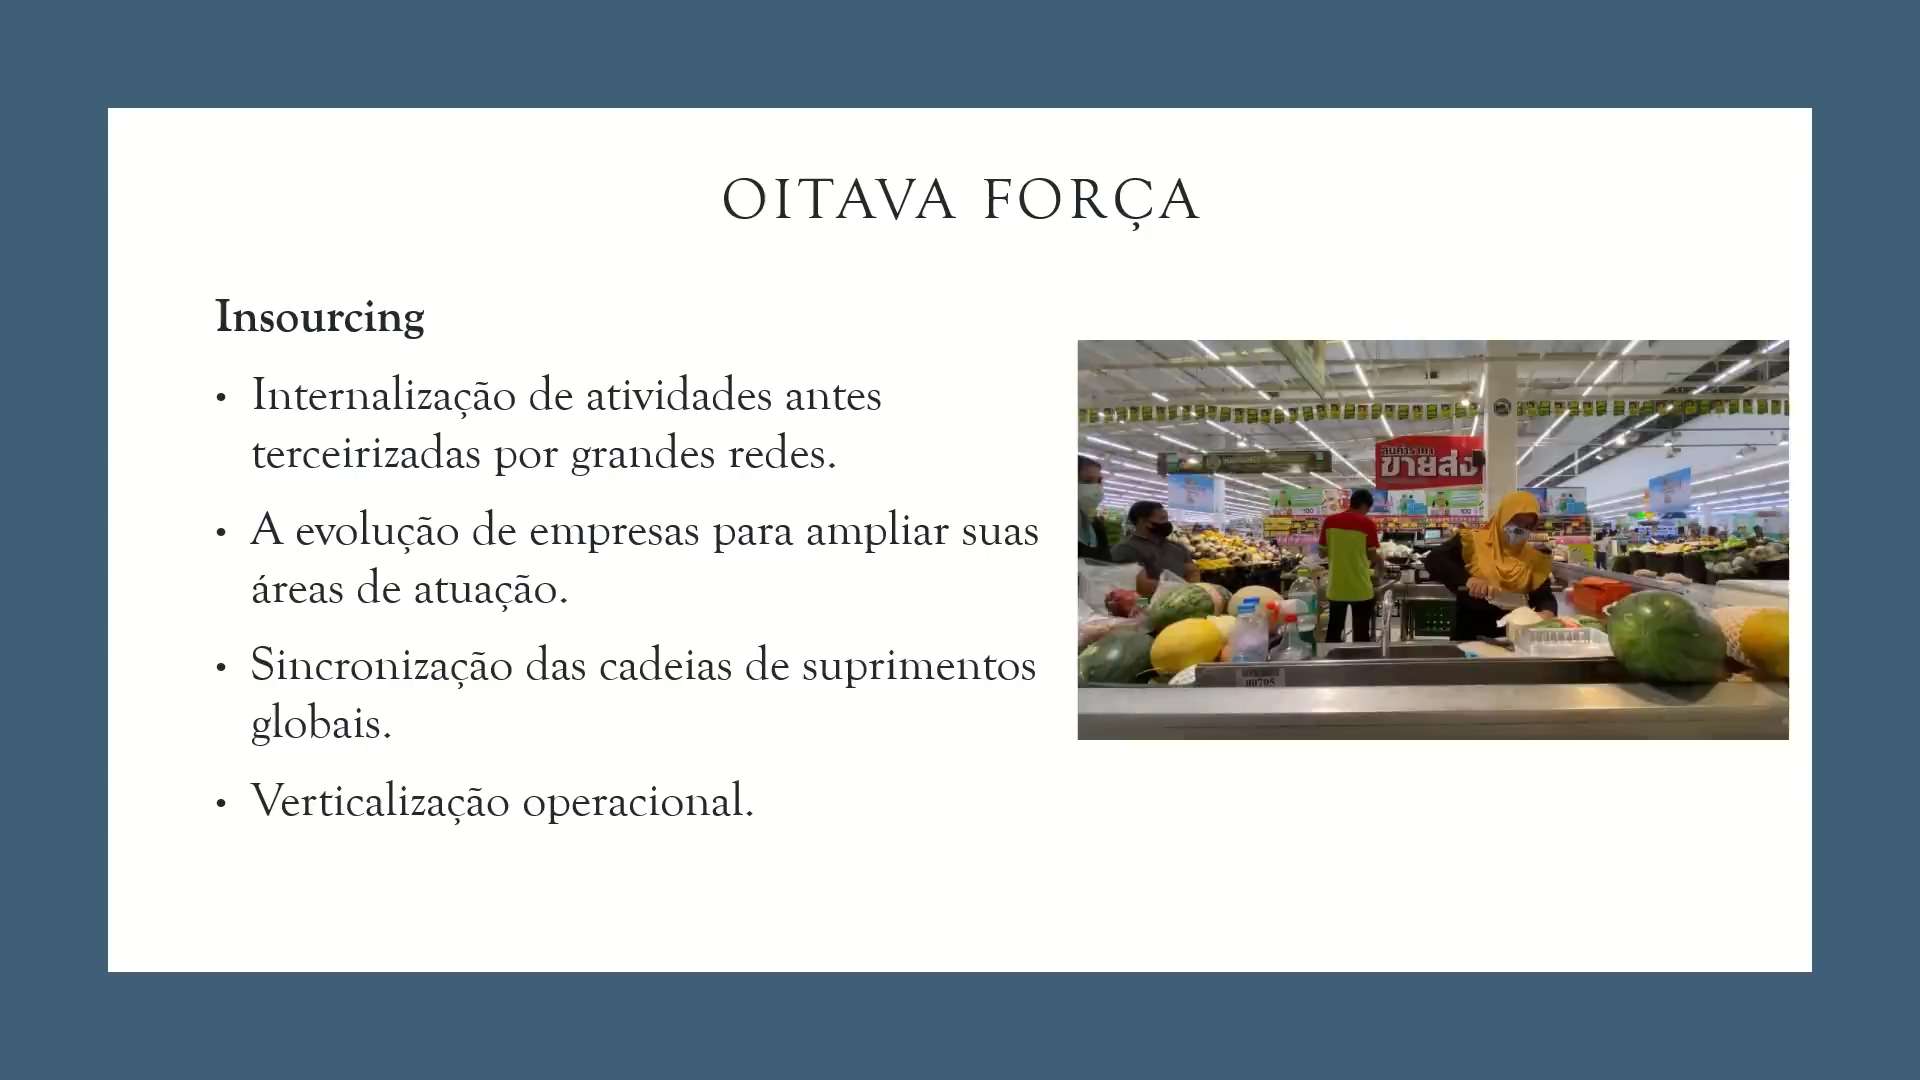 OITAVA FORÇA
Insourcing
• Internalização de atividades antes
terceirizadas por grandes redes.
• A evolução de empresas para ampliar suas
áreas de atuação.
• Sincronização das cadeias de suprimentos
globais.
• Verticalização operacional.
ขายส่ง